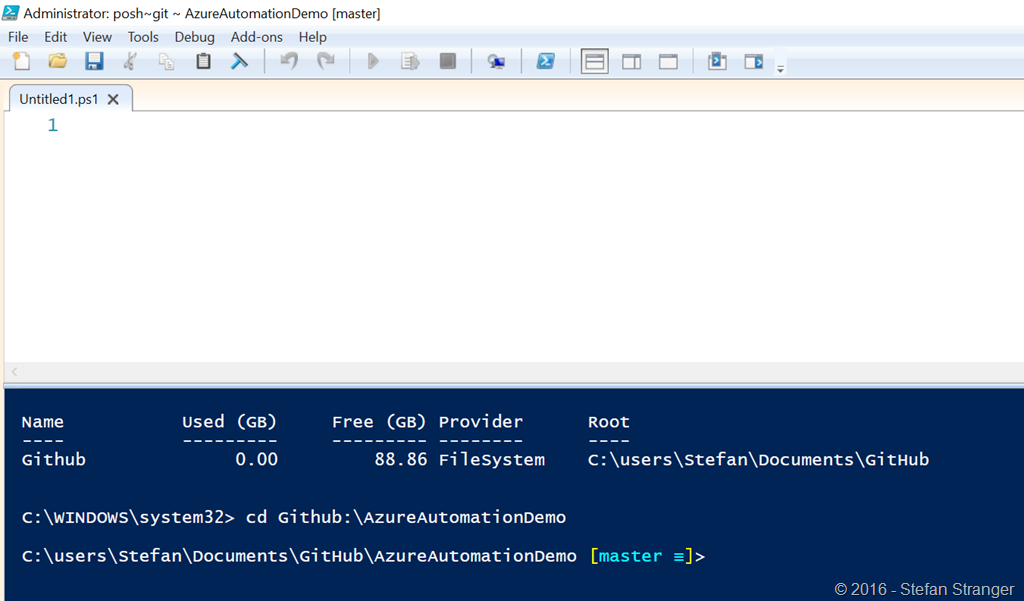 Administrator: posh~git ~ AzureAutomationDemo [master]
File Edit View Tools Debug Add-ons Help
Untitled1.ps1
1
Name Used (GB) Free (GB) Provider Root
---- --------- --------- -------- ----
Github 0.00 88.86 FileSystem C:\users\Stefan\Documents\GitHub
C:\WINDOWS\system32> cd Github:\AzureAutomationDemo
C:\users\Stefan\Documents\GitHub\AzureAutomationDemo [master ≡]>
© 2016 - Stefan Stranger